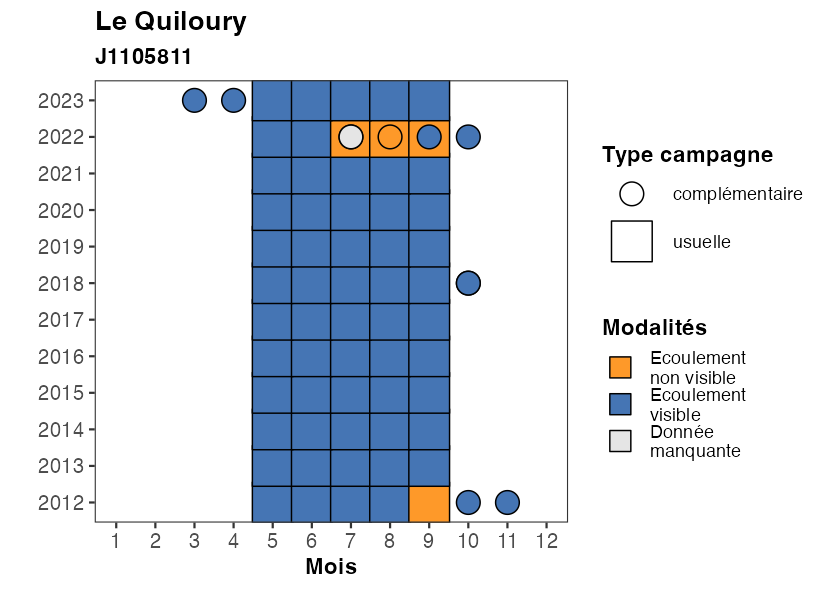 Le Quiloury
J1105811
2023
2022
2021
2020
2019
2018
2017
2016
2015
2014
2013
2012
1 2 3 4 5 6 7 8 9 10 11 12
Mois
Type campagne
complémentaire
usuelle
Modalités
Ecoulement
non visible
Ecoulement
visible
Donnée
manquante